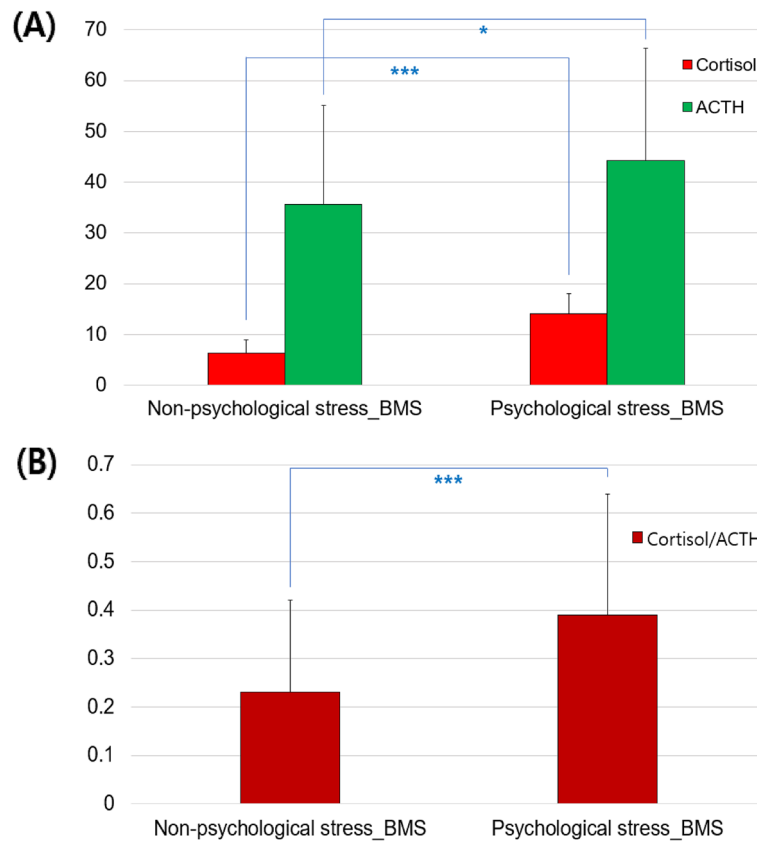 (A)
70
60
50
40
30
20
10
0
*
***
Cortisol
ACTH
Non-psychological stress_BMS
Psychological stress_BMS
(B)
0.7
0.6
0.5
0.4
0.3
0.2
0.1
0
***
Cortisol/ACTH
Non-psychological stress_BMS
Psychological stress_BMS